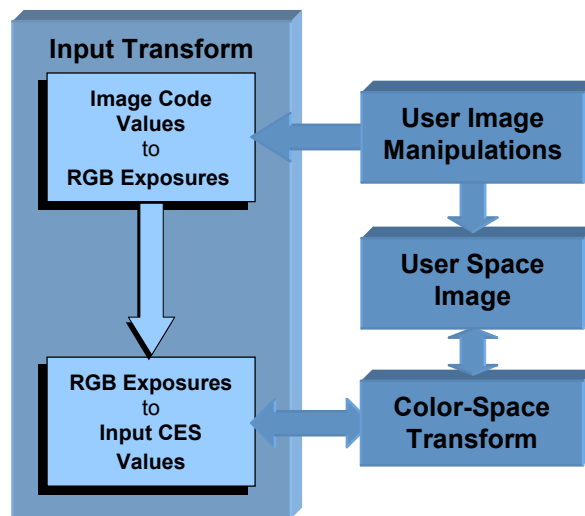 Input Transform
Image Code
Values
to
RGB Exposures
RGB Exposures
to
Input CES
Values
User Image
Manipulations
User Space
Image
Color-Space
Transform